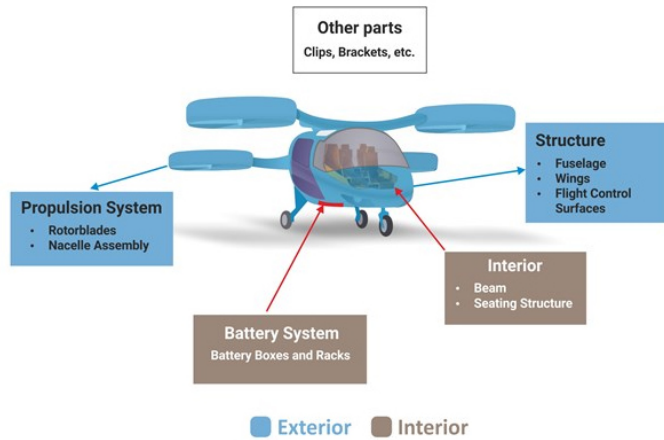 Other parts
Clips, Brackets, etc.
Structure
• Fuselage
• Wings
• Flight Control
Surfaces
Propulsion System
• Rotorblades
• Nacelle Assembly
Interior
• Beam
• Seating Structure
Battery System
Battery Boxes and Racks
Exterior
Interior